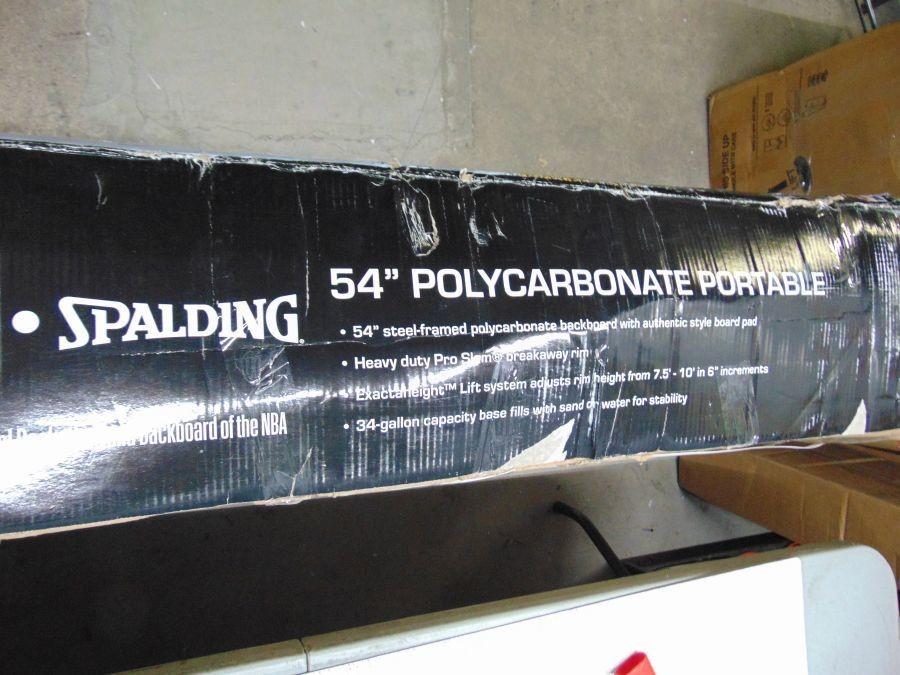 SPALDING®
Backboard of the NBA
54” POLYCARBONATE PORTABLE
• 54” steel-framed polycarbonate backboard with authentic style board pad
• Heavy duty Pro Slam® breakaway rim
• Exactaheight™ Lift system adjusts rim height from 7.5' - 10' in 6” increments
• 34-gallon capacity base fills with sand or water for stability
SIDE UP